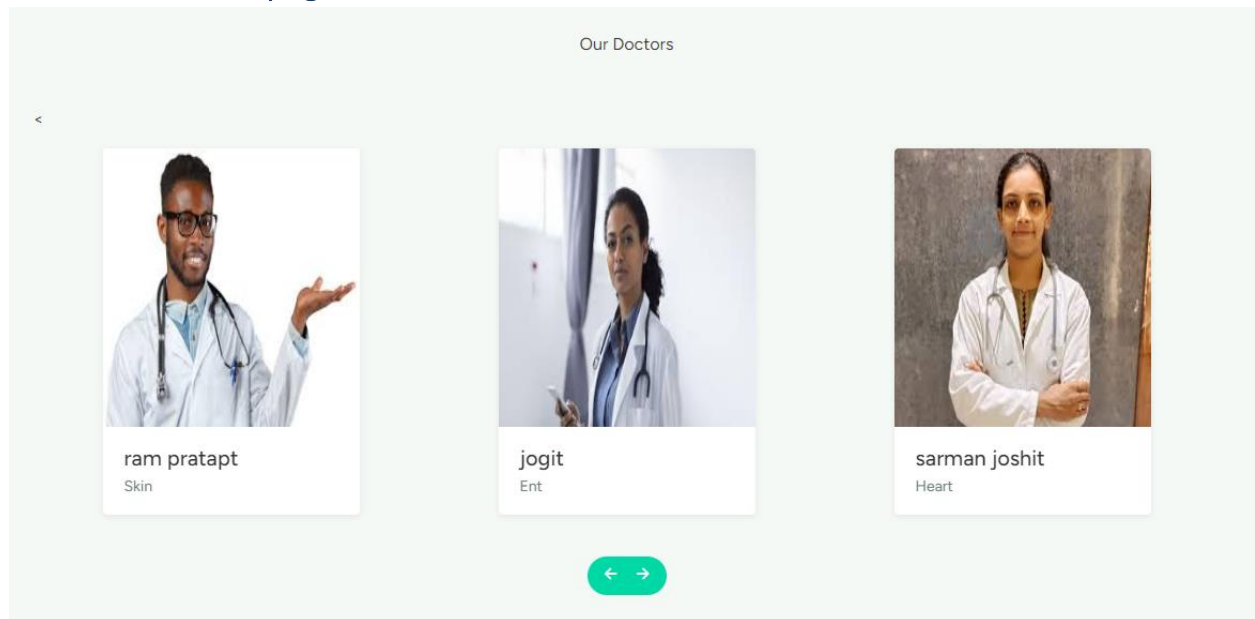 Our Doctors
<
ram pratapt
Skin
jogit
Ent
sarman joshit
Heart
← →